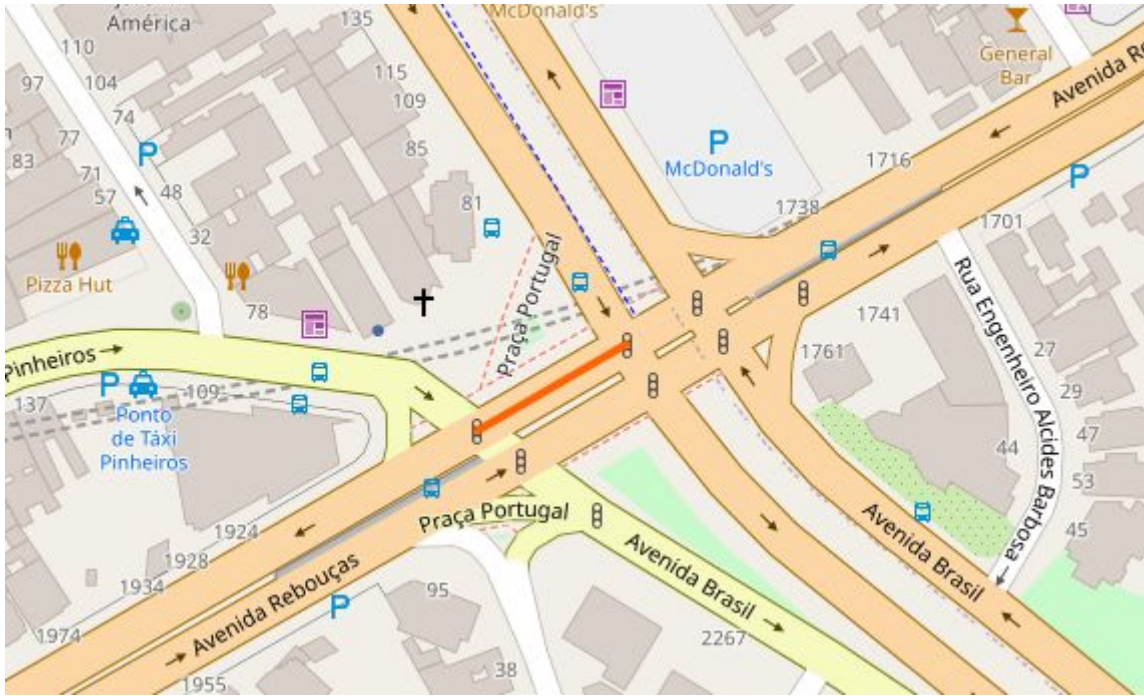 América
McDonald's
135
General
Bar
Avenida Re
110
97
104
115
74
109
77
83
85
P
McDonald's
1716
71
57
48
P
P
81
1738
1701
32
Pizza Hut
Praça Portugal
78
1741
Rua Engenheiro Alcides Barbosa
Pinheiros
1761
27
137
P
109
29
Ponto
de Táxi
Pinheiros
44
47
53
Praça Portugal
1924
Avenida Brasil
45
1928
1934
Avenida Rebouças
Avenida Brasil
P
95
1974
2267
38
1955